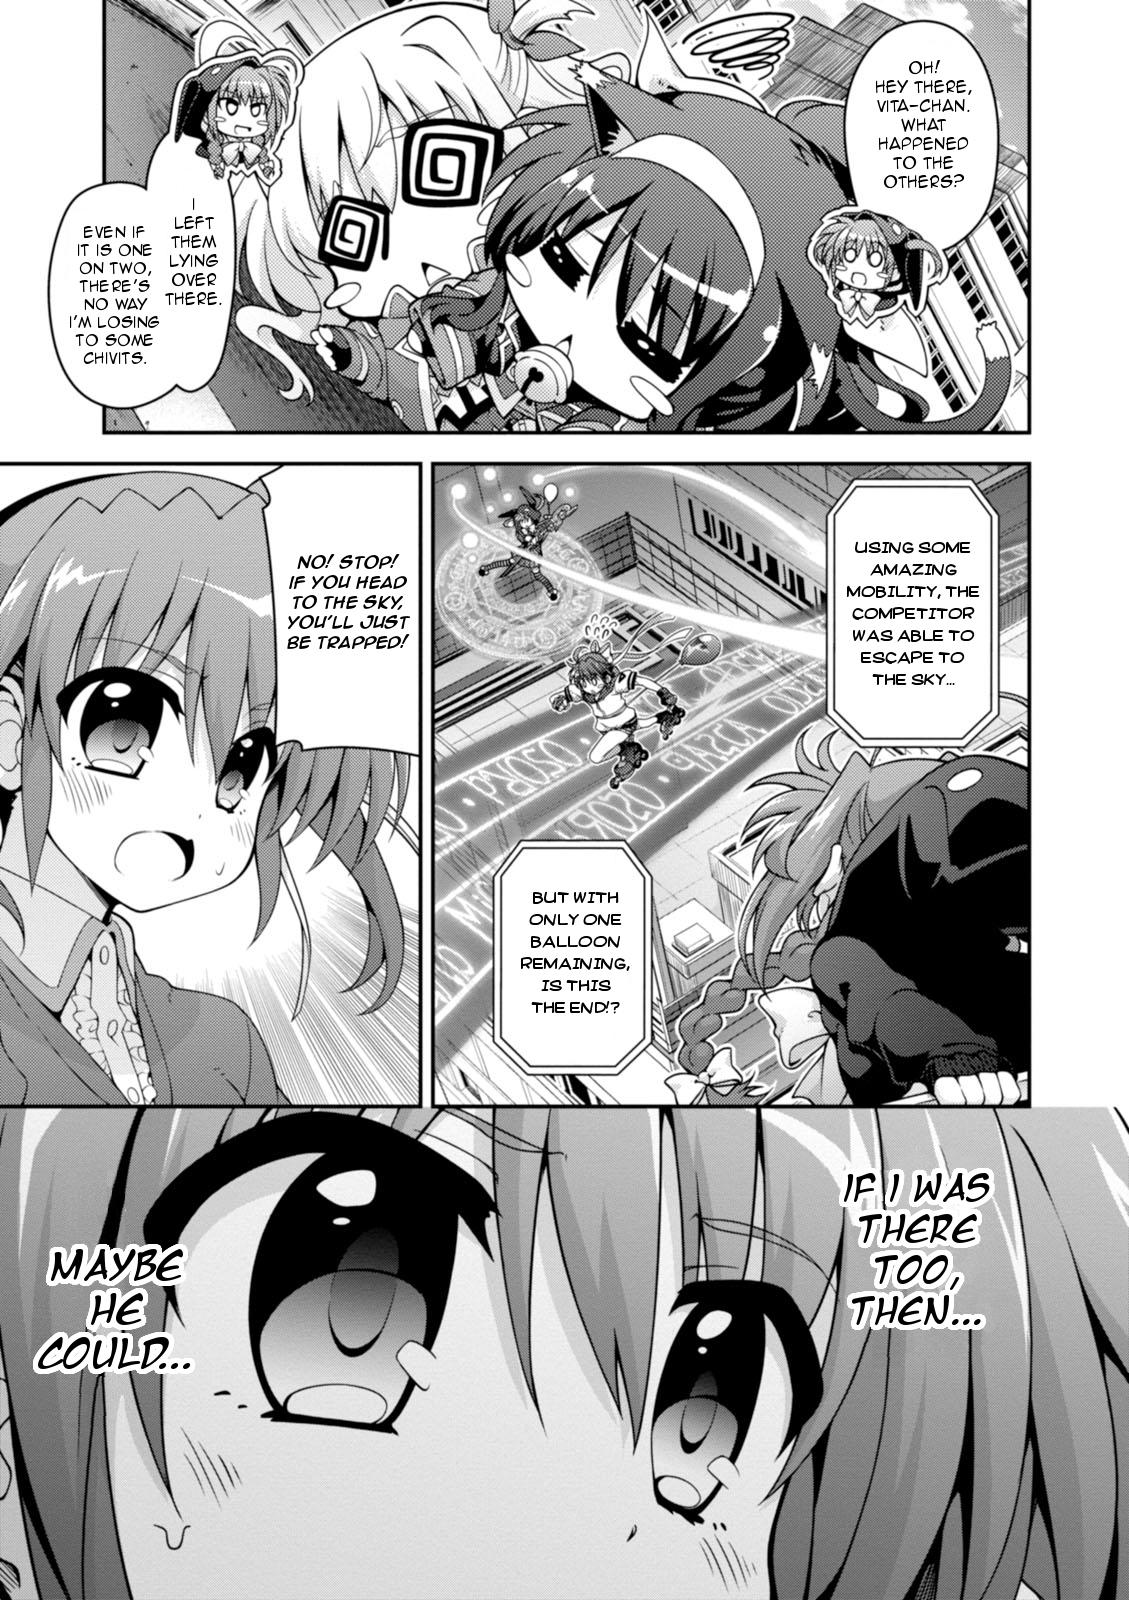 OH!
HEY THERE,
VITA-CHAN.
WHAT
HAPPENED
TO THE
OTHERS?
I
LEFT
THEM
LYING
OVER
THERE.
EVEN IF
IT IS ONE
ON TWO,
THERE'S
NO WAY
I'M LOSING
TO SOME
CHIVITS.
USING SOME
AMAZING
MOBILITY, THE
COMPETITOR
WAS ABLE TO
ESCAPE TO
THE SKY...
BUT WITH
ONLY ONE
BALLOON
REMAINING,
IS THIS
THE END!?
NO! STOP!
IF YOU HEAD
TO THE SKY,
YOU'LL JUST
BE TRAPPED!
IF I WAS
THERE
TOO,
THEN...
MAYBE
HE
COULD...